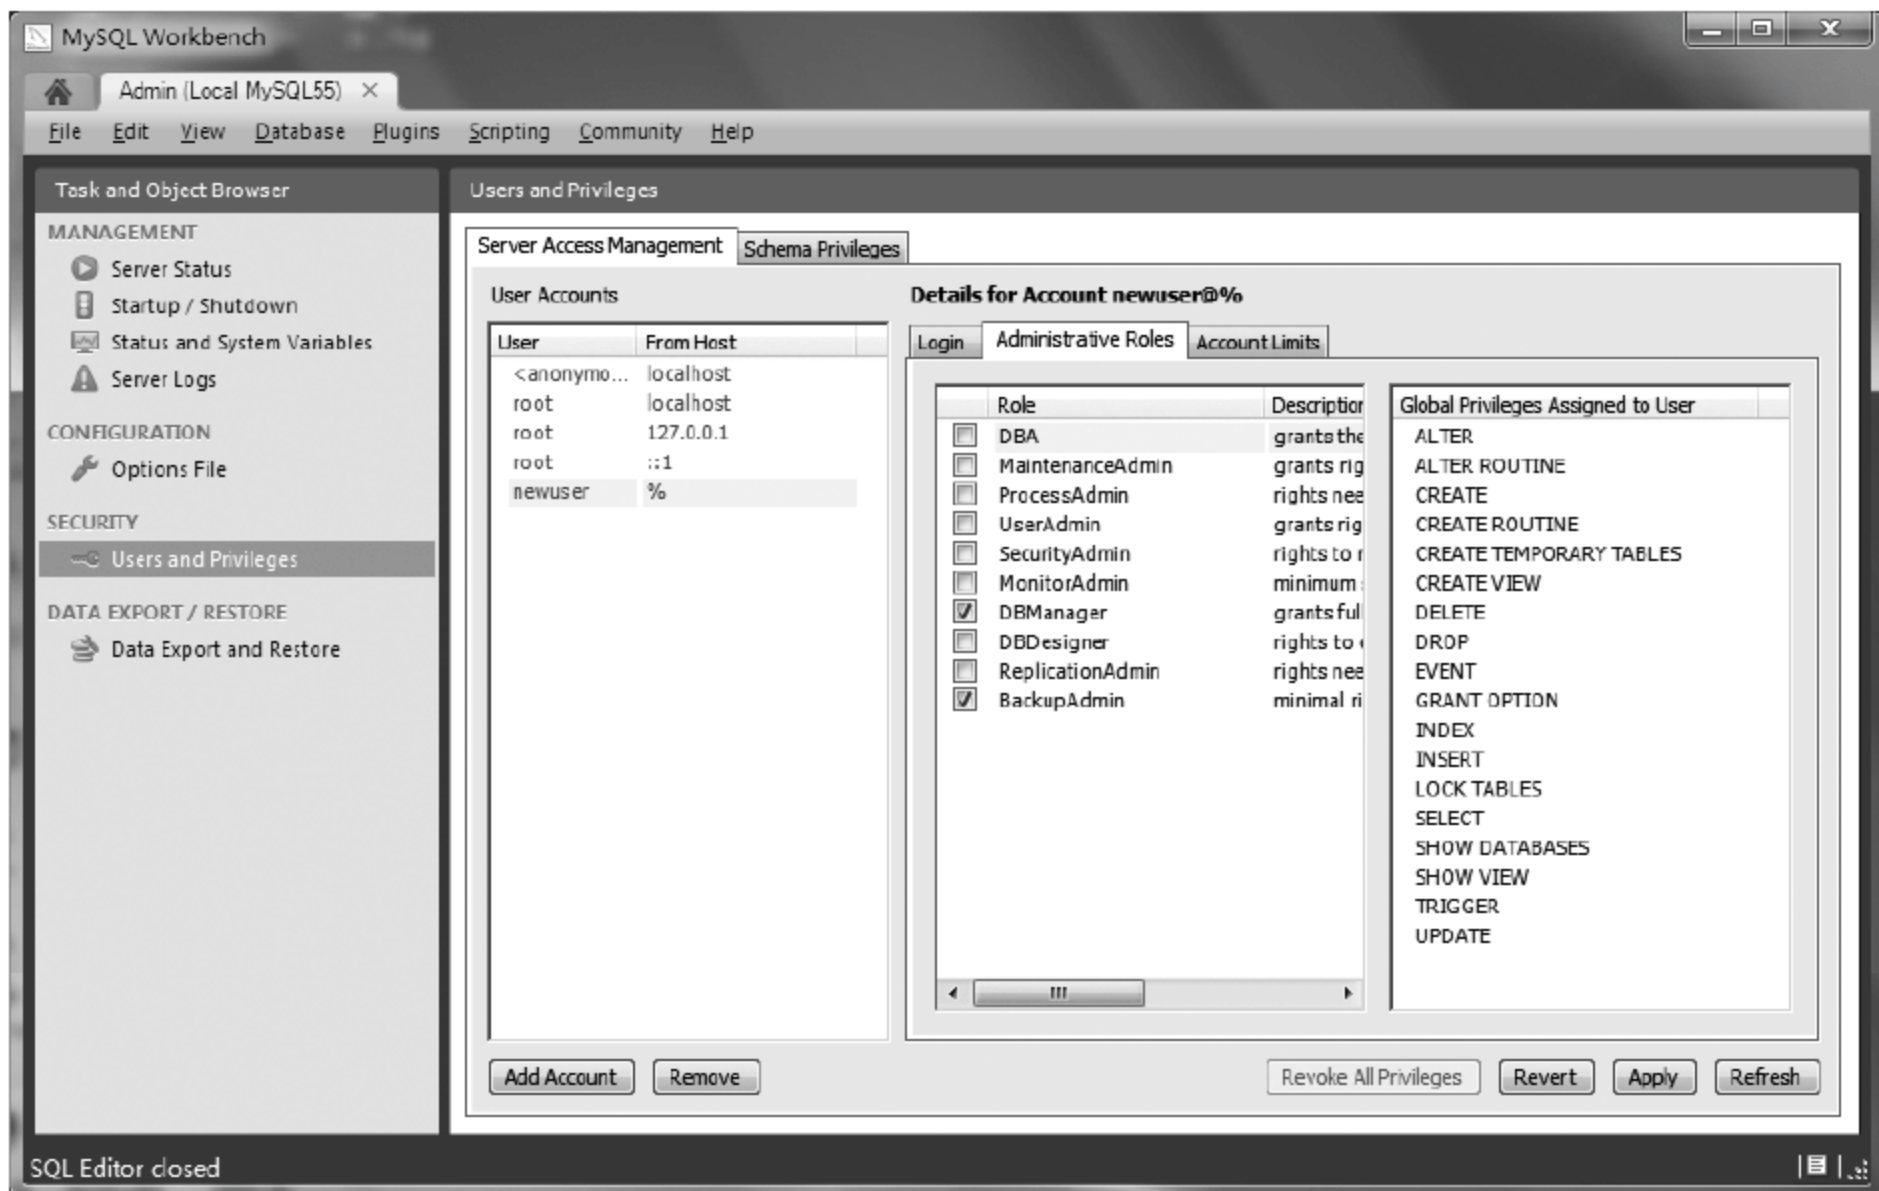 MySQL Workbench
Admin (Local MySQL55)
File Edit View Database Plugins Scripting Community Help
Task and Object Browser
MANAGEMENT
Server Status
Startup / Shutdown
Status and System Variables
Server Logs
CONFIGURATION
Options File
SECURITY
Users and Privileges
DATA EXPORT / RESTORE
Data Export and Restore
Users and Privileges
Server Access Management Schema Privileges
User Accounts
User From Host
<anonymo... localhost
root localhost
root 127.0.0.1
root ::1
newuser %
Add Account Remove
Details for Account newuser@%
Login Administrative Roles Account Limits
Role Description
DBA grants the
MaintenanceAdmin grants rig
ProcessAdmin rights nee
UserAdmin grants rig
SecurityAdmin rights to r
MonitorAdmin minimum
DBManager grants full
DBDesigner rights to
ReplicationAdmin rights nee
BackupAdmin minimal ri
Global Privileges Assigned to User
ALTER
ALTER ROUTINE
CREATE
CREATE ROUTINE
CREATE TEMPORARY TABLES
CREATE VIEW
DELETE
DROP
EVENT
GRANT OPTION
INDEX
INSERT
LOCK TABLES
SELECT
SHOW DATABASES
SHOW VIEW
TRIGGER
UPDATE
Revoke All Privileges Revert Apply Refresh
SQL Editor closed